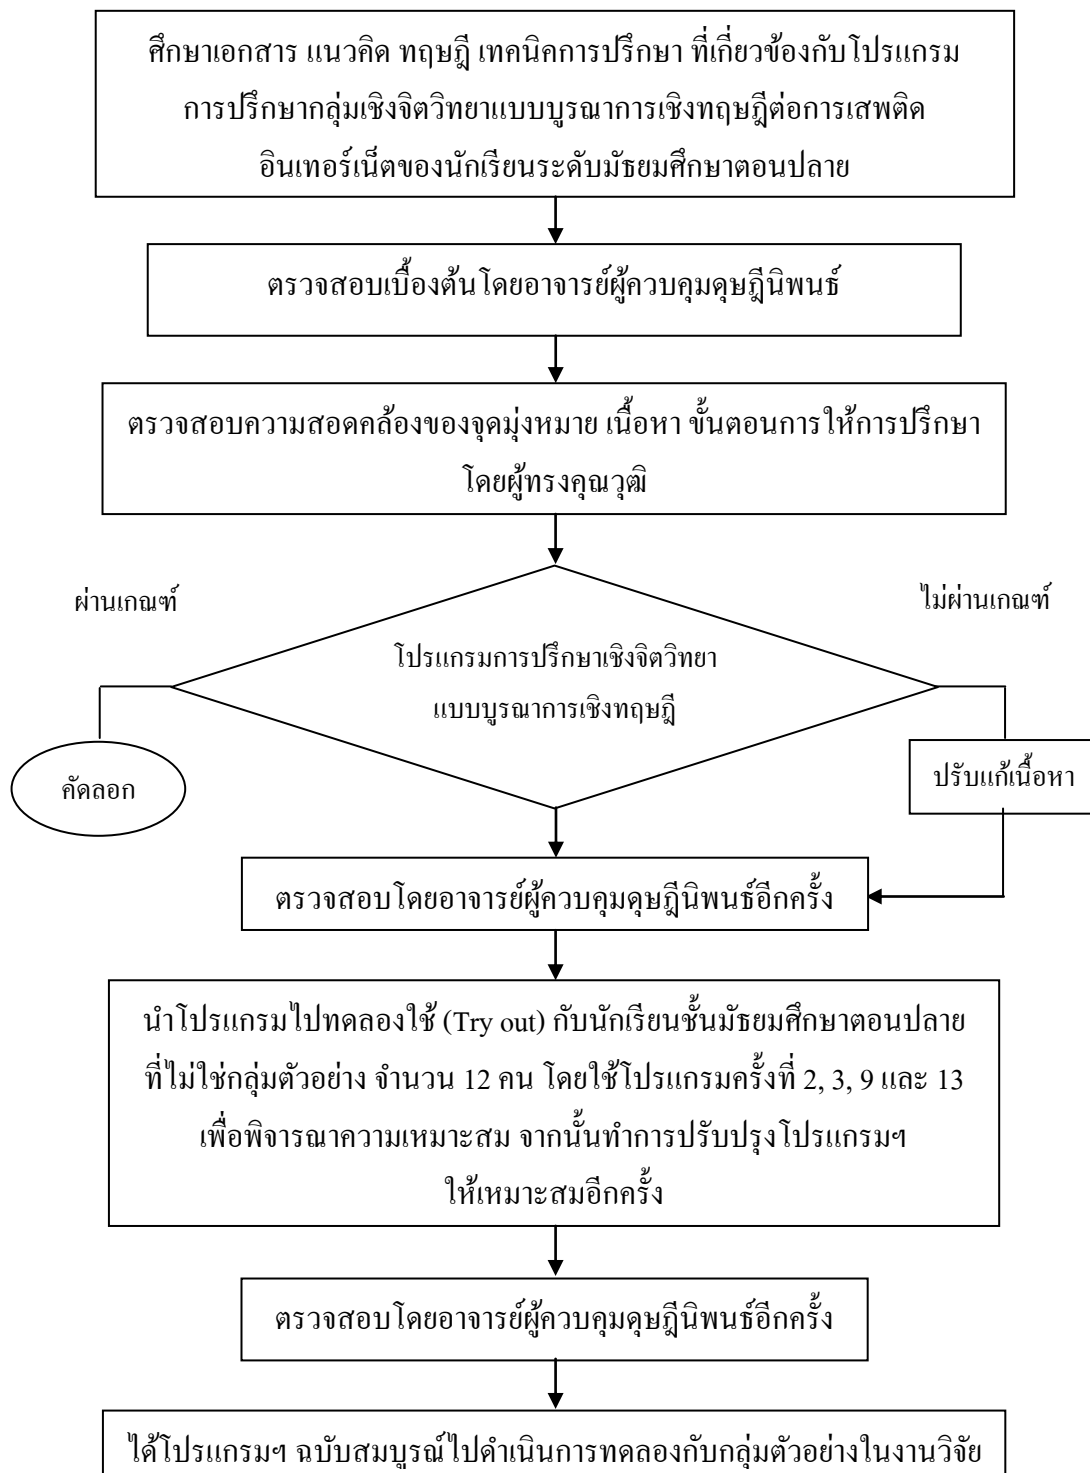 ศึกษาเอกสาร แนวคิด ทฤษฎี เทคนิคการปรึกษา ที่เกี่ยวข้องกับโปรแกรม
การปรึกษากลุ่มเชิงจิตวิทยาแบบบูรณาการเชิงทฤษฎีต่อการเสพติด
อินเทอร์เน็ตของนักเรียนระดับมัธยมศึกษาตอนปลาย
ตรวจสอบเบื้องต้นโดยอาจารย์ผู้ควบคุมดุษฎีนิพนธ์
ตรวจสอบความสอดคล้องของจุดมุ่งหมาย เนื้อหา ขั้นตอนการให้การปรึกษา
โดยผู้ทรงคุณวุฒิ
ผ่านเกณฑ์
ไม่ผ่านเกณฑ์
โปรแกรมการปรึกษาเชิงจิตวิทยา
แบบบูรณาการเชิงทฤษฎี
คัดลอก
ปรับแก้เนื้อหา
ตรวจสอบโดยอาจารย์ผู้ควบคุมดุษฎีนิพนธ์อีกครั้ง
นำโปรแกรมไปทดลองใช้ (Try out) กับนักเรียนชั้นมัธยมศึกษาตอนปลาย
ที่ไม่ใช่กลุ่มตัวอย่าง จำนวน 12 คน โดยใช้โปรแกรมครั้งที่ 2, 3, 9 และ 13
เพื่อพิจารณาความเหมาะสม จากนั้นทำการปรับปรุงโปรแกรมฯ
ให้เหมาะสมอีกครั้ง
ตรวจสอบโดยอาจารย์ผู้ควบคุมดุษฎีนิพนธ์อีกครั้ง
ได้โปรแกรมฯ ฉบับสมบูรณ์ไปดำเนินการทดลองกับกลุ่มตัวอย่างในงานวิจัย